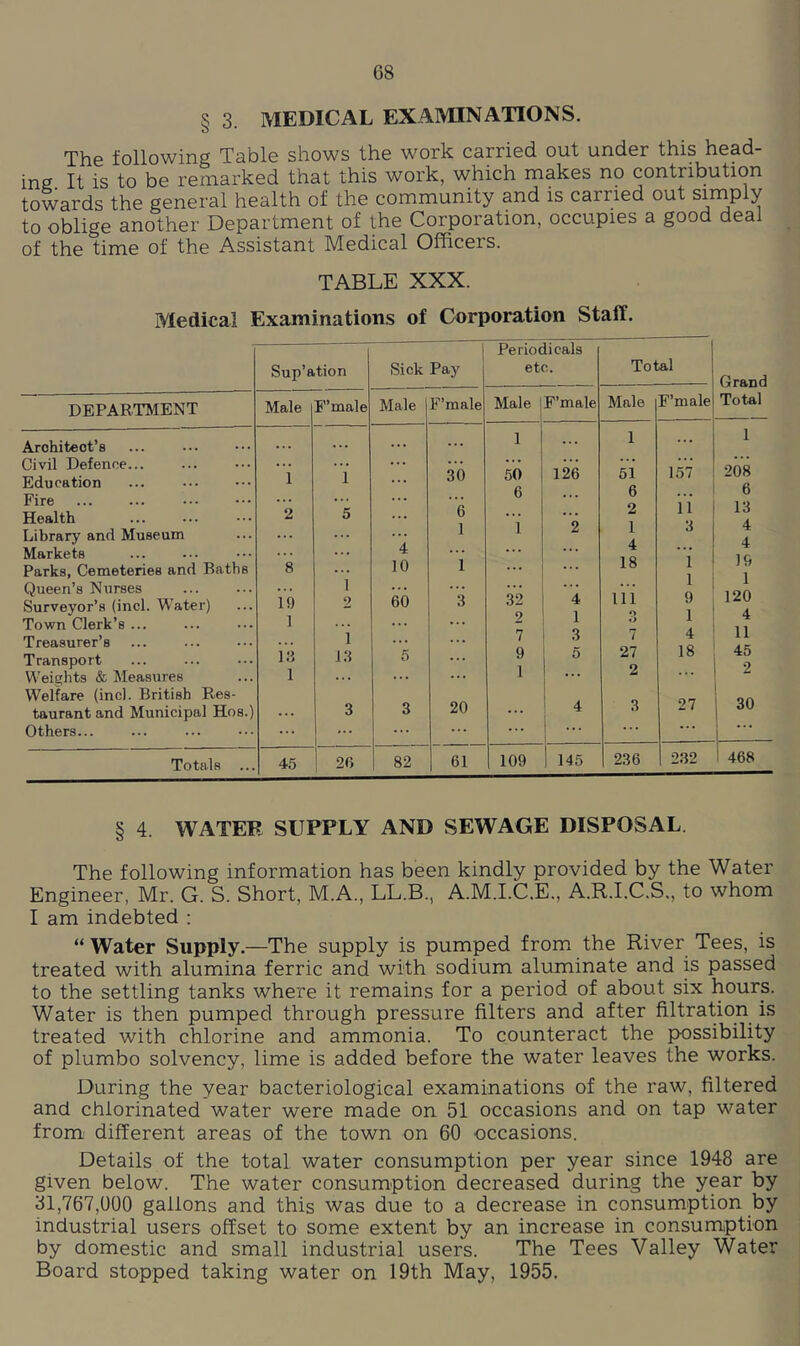 68
§ 3. MEDICAL EXAMINATIONS.
The following Table shows the work carried out under this head-
ing. It is to be remarked that this work, which makes no contribution
towards the general health of the community and is carried out simply
to oblige another Department of the Corporation, occupies a good deal
of the time of the Assistant Medical Officers.
TABLE XXX.
Medical Examinations of Corporation Staff.
DEPARTMENT | Sup'ation | Sick Pay | Periodicals etc. | Total | Grand Total
Male | F'male | Male | F'male | Male | F'male | Male | F'male
Architect's ... ... ... | ... | ... | ... | ... | 1 | ... | 1 | ... | 1
Civil Defence... ... ... | ... | ... | ... | ... | ... | ... | ... | ... | ...
Education ... ... ... | 1 | 1 | ... | 30 | 50 | 126 | 51 | 157 | 208
Fire ... ... ... ... | ... | ... | ... | ... | 6 | ... | 6 | ... | 6
Health ... ... ... | 2 | 5 | ... | 6 | ... | ... | 2 | 11 | 13
Library and Museum ... | ... | ... | ... | 1 | 1 | 2 | 1 | 3 | 4
Markets ... ... ... | ... | ... | 4 | ... | ... | ... | 4 | ... | 4
Parks, Cemeteries and Baths | 8 | ... | 10 | 1 | ... | ... | 18 | 1 | 19
Queen's Nurses ... ... | ... | 1 | ... | ... | ... | ... | ... | 1 | 1
Surveyor's (incl. Water) ... | 19 | 2 | 60 | 3 | 32 | 4 | 111 | 9 | 120
Town Clerk's ... ... ... | 1 | ... | ... | ... | 2 | 1 | 3 | 1 | 4
Treasurer's ... ... ... | ... | 1 | ... | ... | 7 | 3 | 7 | 4 | 11
Transport ... ... ... | 13 | 13 | 5 | ... | 9 | 5 | 27 | 18 | 45
Weights & Measures ... | 1 | ... | ... | ... | 1 | ... | 2 | ... | 2
Welfare (incl. British Res-
taurant and Municipal Hos.) | ... | 3 | 3 | 20 | ... | 4 | 3 | 27 | 30
Others... ... ... ... | ... | ... | ... | ... | ... | ... | ... | ... | ...
Totals ... | 45 | 26 | 82 | 61 | 109 | 145 | 236 | 232 | 468
§ 4. WATER SUPPLY AND SEWAGE DISPOSAL.
The following information has been kindly provided by the Water
Engineer, Mr. G. S. Short, M.A., LL.B., A.M.I.C.E., A.R.I.C.S., to whom
I am indebted :
“ Water Supply.—The supply is pumped from the River Tees, is
treated with alumina ferric and with sodium aluminate and is passed
to the settling tanks where it remains for a period of about six hours.
Water is then pumped through pressure filters and after filtration is
treated with chlorine and ammonia. To counteract the possibility
of plumbo solvency, lime is added before the water leaves the works.
During the year bacteriological examinations of the raw, filtered
and chlorinated water were made on 51 occasions and on tap water
from different areas of the town on 60 occasions.
Details of the total water consumption per year since 1948 are
given below. The water consumption decreased during the year by
31,767,000 gallons and this was due to a decrease in consumption by
industrial users offset to some extent by an increase in consumption
by domestic and small industrial users. The Tees Valley Water
Board stopped taking water on 19th May, 1955.